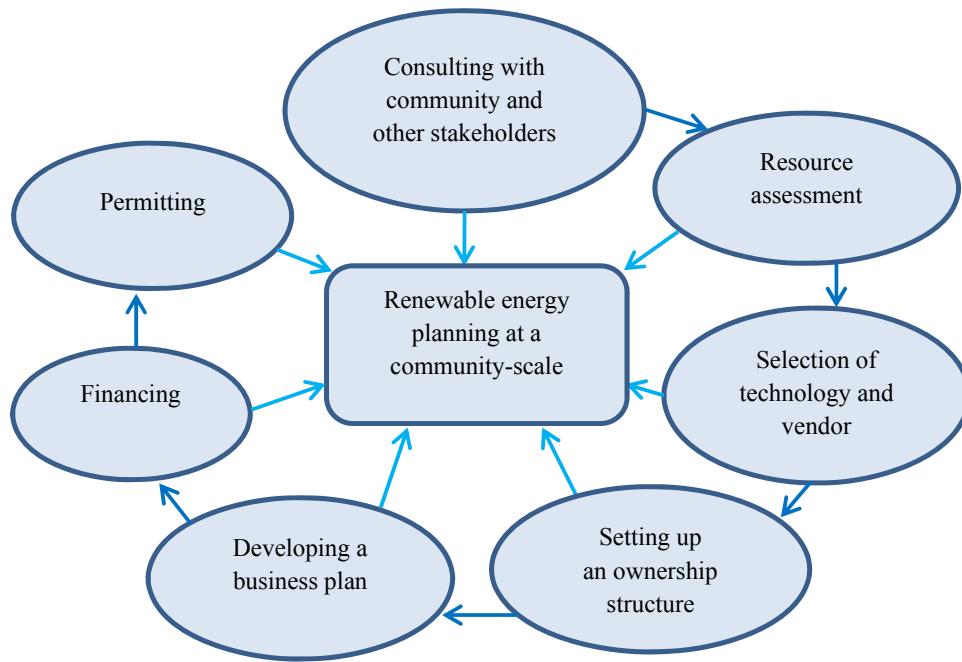 Consulting with
community and
other stakeholders
Resource
assessment
Selection of
technology and
vendor
Setting up
an ownership
structure
Developing a
business plan
Financing
Permitting
Renewable energy
planning at a
community-scale